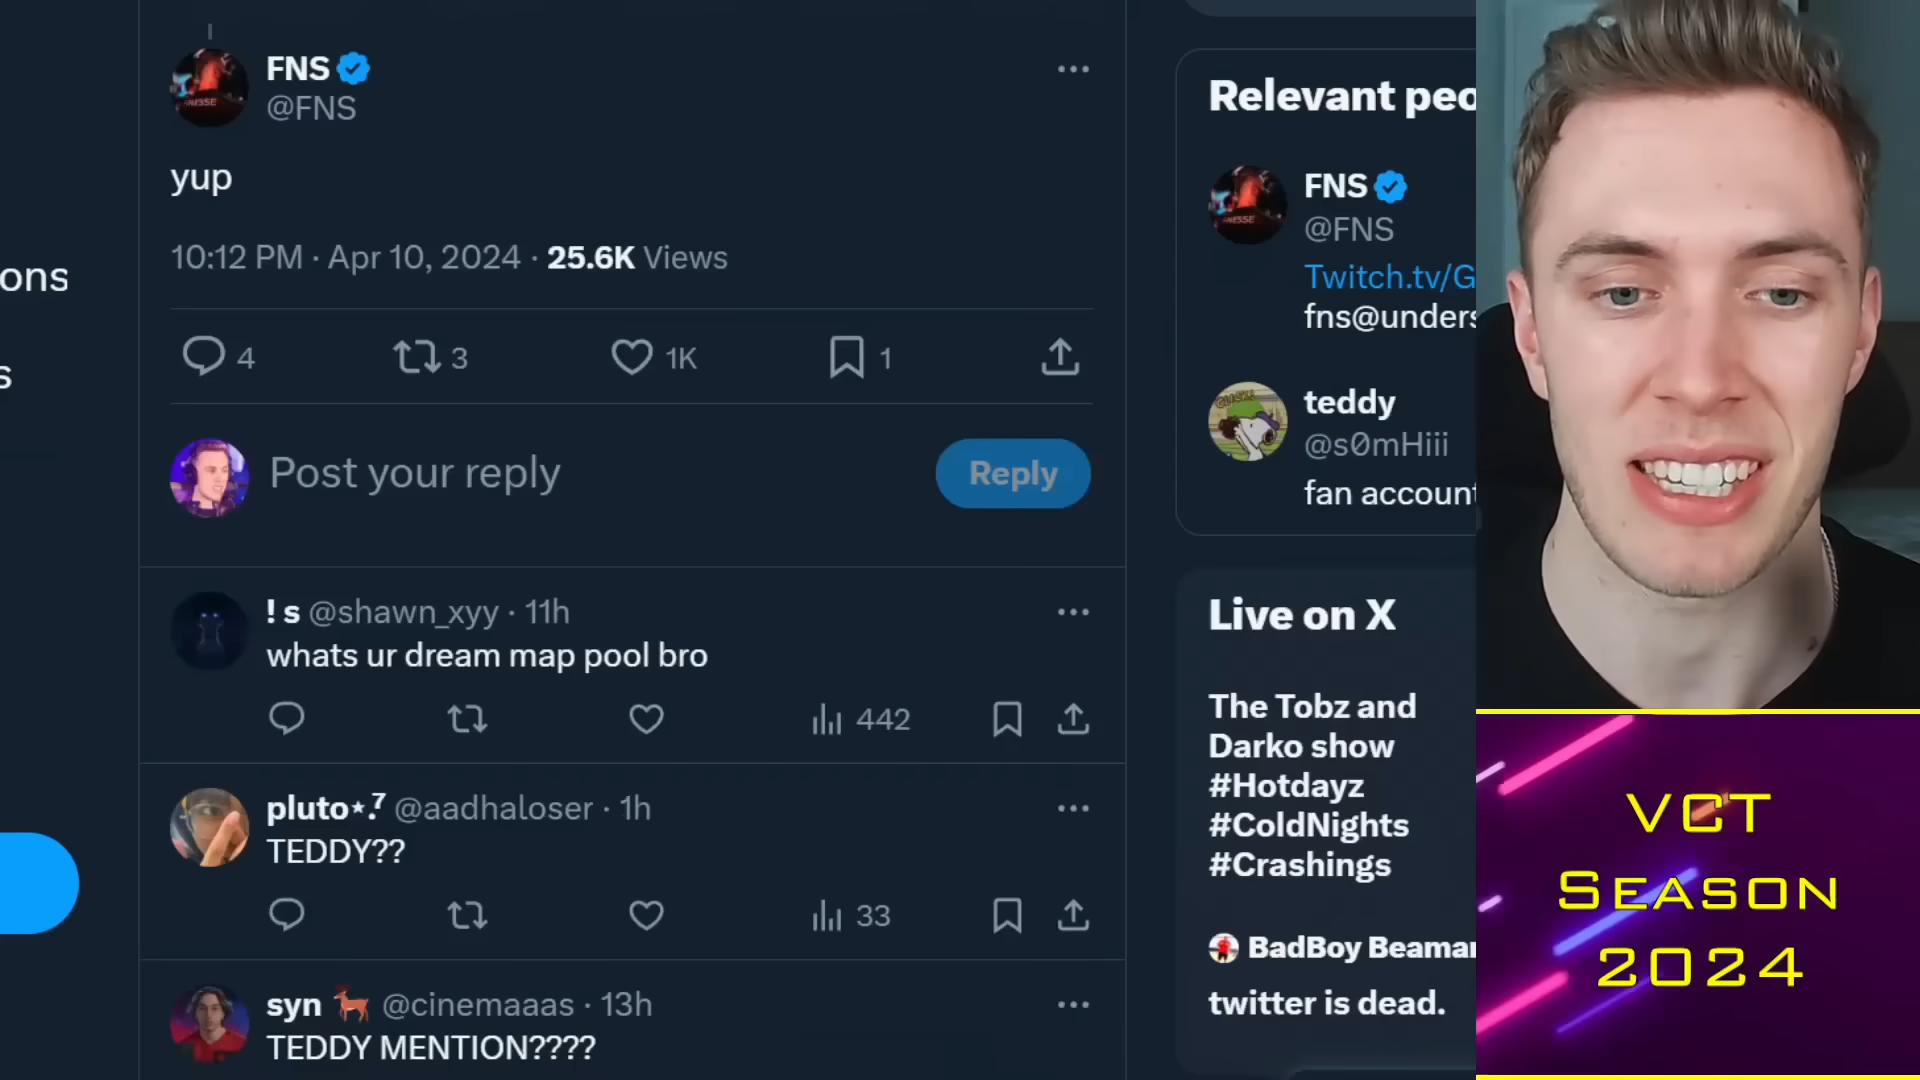 FNS
@FNS
yup
10:12 PM · Apr 10, 2024 · 25.6K Views
4 3 1K 1
Post your reply
Reply
! s @shawn_xyy · 11h
whats ur dream map pool bro
442
pluto⋆.⁷ @aadhaloser · 1h
TEDDY??
33
syn 🦌 @cinemaaas · 13h
TEDDY MENTION????
ons
s
Relevant peo
FNS
@FNS
Twitch.tv/G
fns@unders
teddy
@s0mHiii
fan account
Live on X
The Tobz and
Darko show
#Hotdayz
#ColdNights
#Crashings
BadBoy Beaman
twitter is dead.
VCT
SEASON
2024